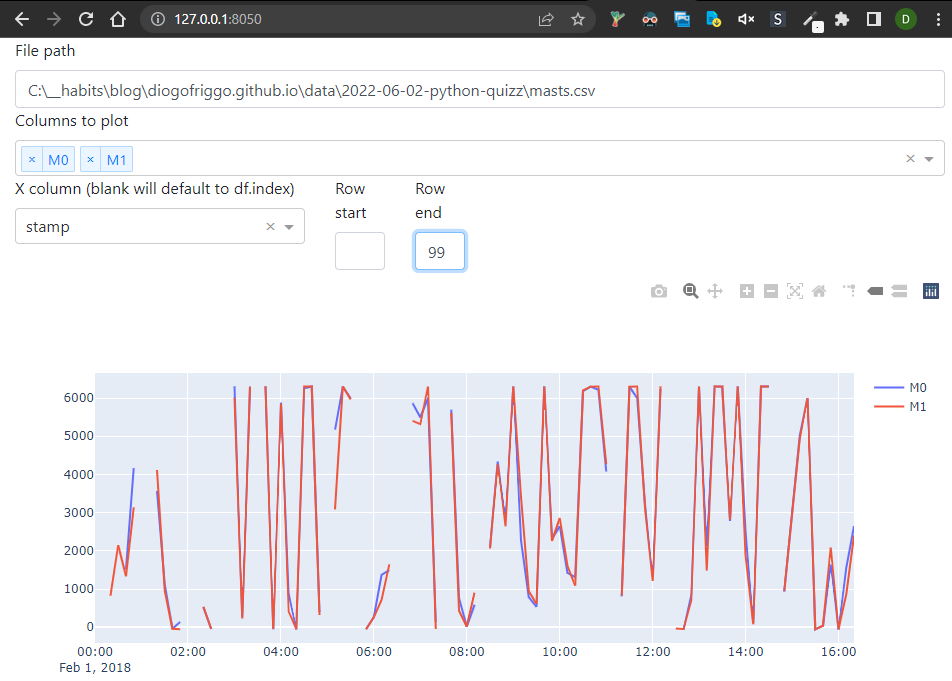 127.0.0.1:8050
S
D
File path
C:\__habits\blog\diogofriggo.github.io\data\2022-06-02-python-quizz\masts.csv
Columns to plot
× M0 × M1
X column (blank will default to df.index)
Row start
Row end
stamp
99
M0
M1
6000
5000
4000
3000
2000
1000
0
00:00 02:00 04:00 06:00 08:00 10:00 12:00 14:00 16:00
Feb 1, 2018